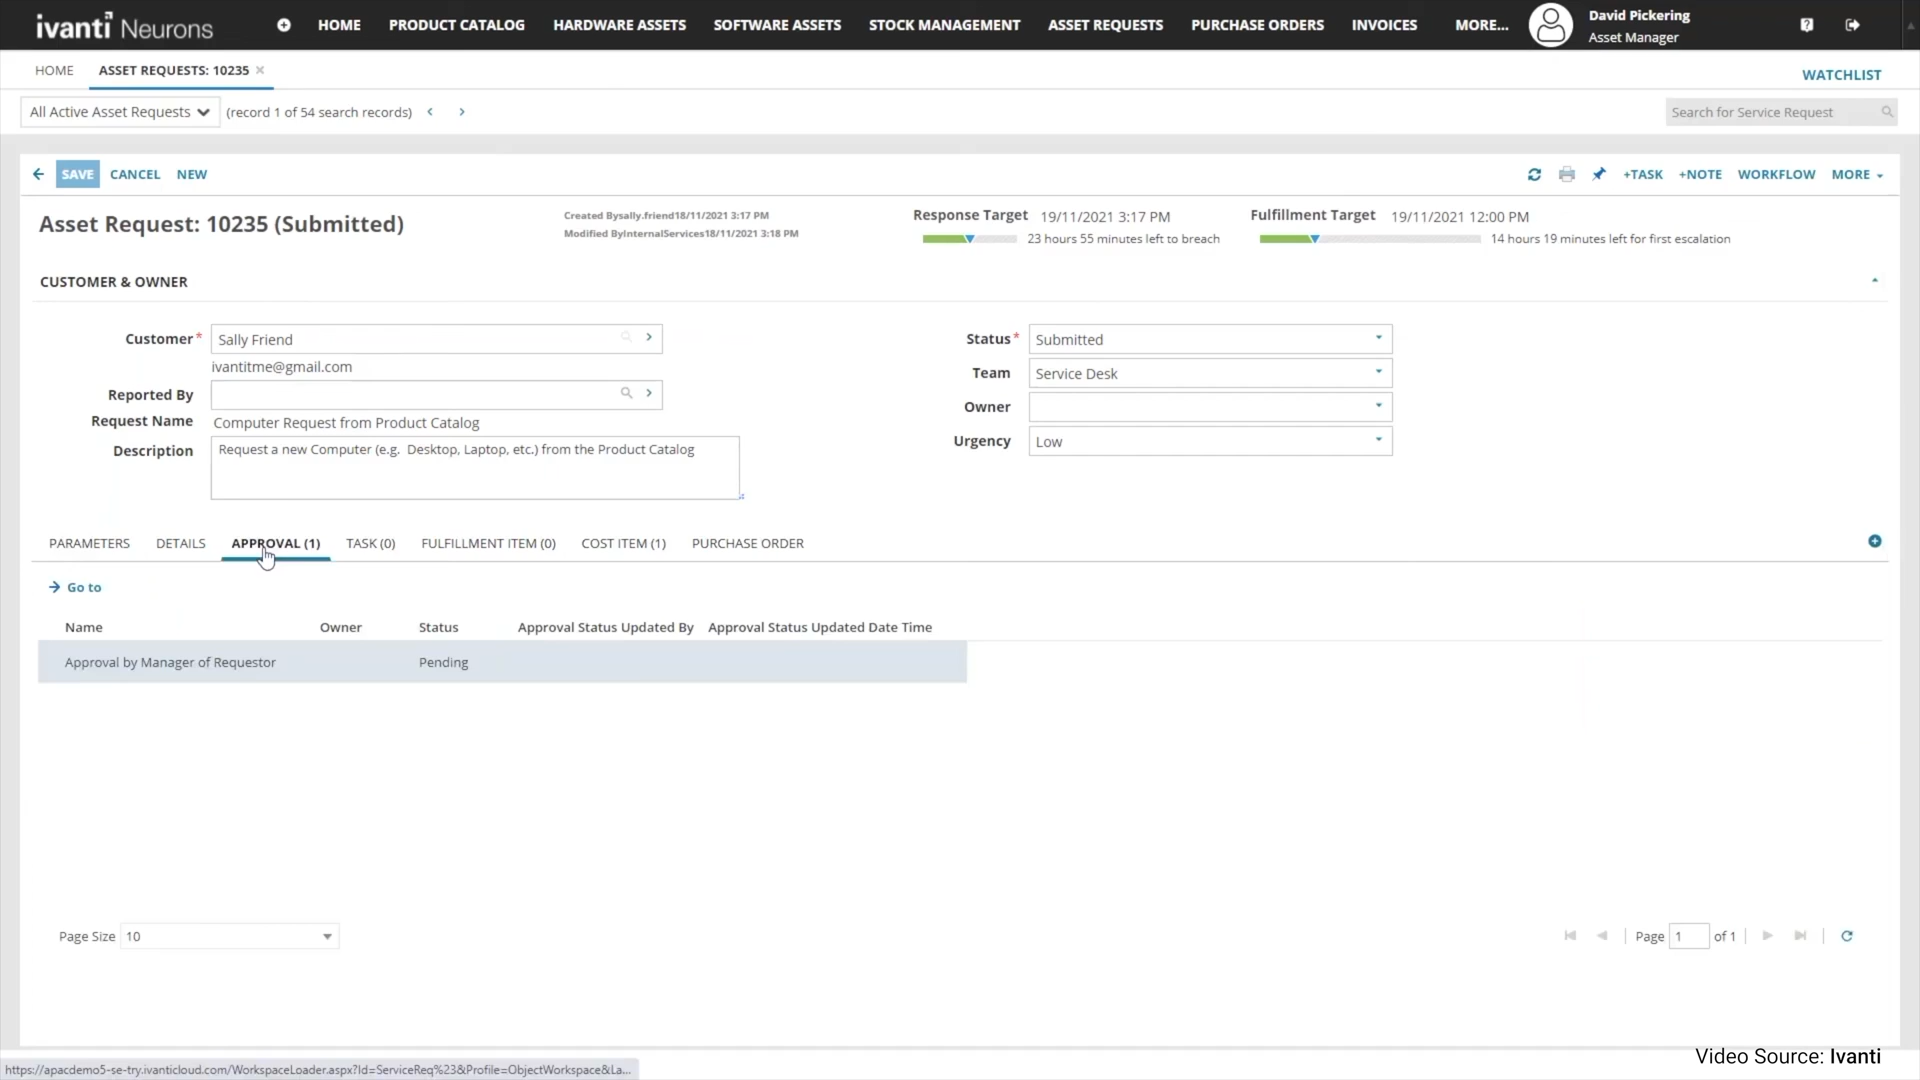 ivanti Neurons
HOME
PRODUCT CATALOG
HARDWARE ASSETS
SOFTWARE ASSETS
STOCK MANAGEMENT
ASSET REQUESTS
PURCHASE ORDERS
INVOICES
MORE...
David Pickering
Asset Manager
HOME
ASSET REQUESTS: 10235
WATCHLIST
All Active Asset Requests
(record 1 of 54 search records)
Search for Service Request
SAVE
CANCEL
NEW
+TASK
+NOTE
WORKFLOW
MORE
Asset Request: 10235 (Submitted)
Created Bysally.friend18/11/2021 3:17 PM
Modified ByInternalServices18/11/2021 3:18 PM
Response Target 19/11/2021 3:17 PM
23 hours 55 minutes left to breach
Fulfillment Target 19/11/2021 12:00 PM
14 hours 19 minutes left for first escalation
CUSTOMER & OWNER
Customer* Sally Friend
ivantitme@gmail.com
Reported By
Request Name Computer Request from Product Catalog
Description Request a new Computer (e.g. Desktop, Laptop, etc.) from the Product Catalog
Status* Submitted
Team Service Desk
Owner
Urgency Low
PARAMETERS
DETAILS
APPROVAL (1)
TASK (0)
FULFILLMENT ITEM (0)
COST ITEM (1)
PURCHASE ORDER
Go to
Name Owner Status Approval Status Updated By Approval Status Updated Date Time
Approval by Manager of Requestor Pending
Page Size 10
Page 1 of 1
Video Source: Ivanti
https://apacdemo5-se-try.ivanticloud.com/WorkspaceLoader.aspx?Id=ServiceReq%23&Profile=ObjectWorkspace&La...